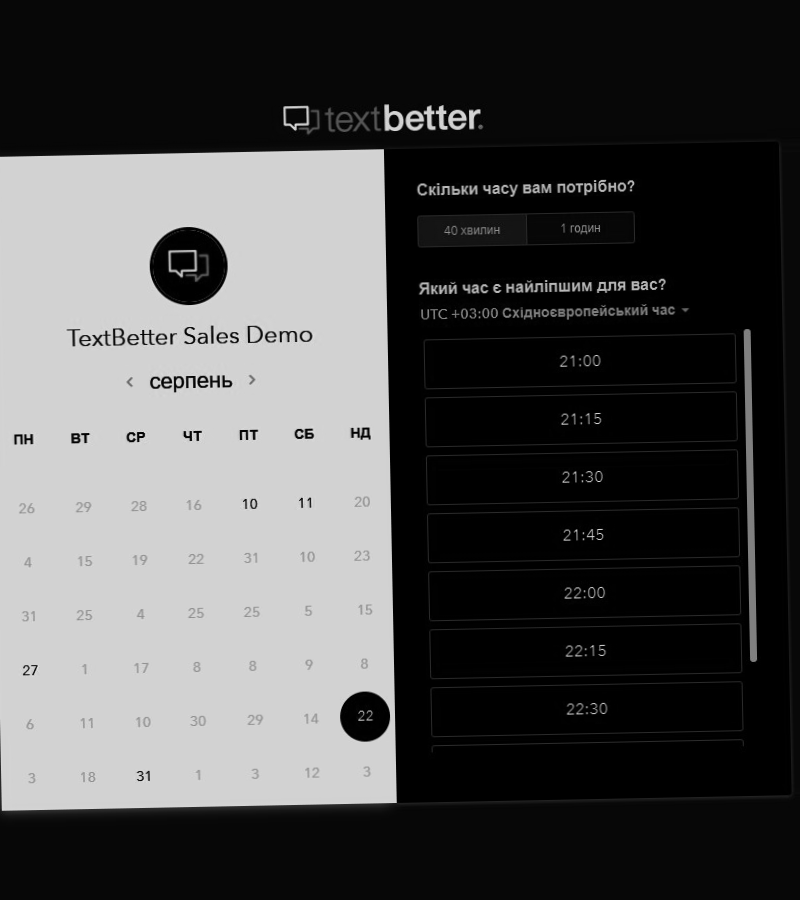 textbetter.
TextBetter Sales Demo
серпень
ПН ВТ СР ЧТ ПТ СБ НД
26 29 28 16 10 11 20
4 15 19 22 31 10 23
31 25 4 25 25 5 15
27 1 17 8 8 9 8
6 11 10 30 29 14 22
3 18 31 1 3 12 3
Скільки часу вам потрібно?
40 хвилин 1 годин
Який час є найліпшим для вас?
UTC +03:00 Східноєвропейський час
21:00
21:15
21:30
21:45
22:00
22:15
22:30